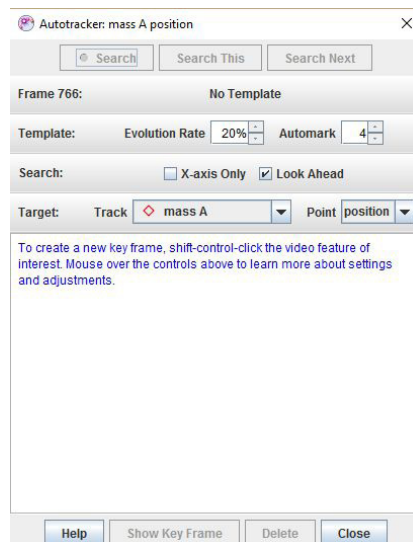 Autotracker: mass A position
Search Search This Search Next
Frame 766: No Template
Template: Evolution Rate 20% Automark 4
Search: X-axis Only Look Ahead
Target: Track mass A Point position
To create a new key frame, shift-control-click the video feature of
interest. Mouse over the controls above to learn more about settings
and adjustments.
Help Show Key Frame Delete Close